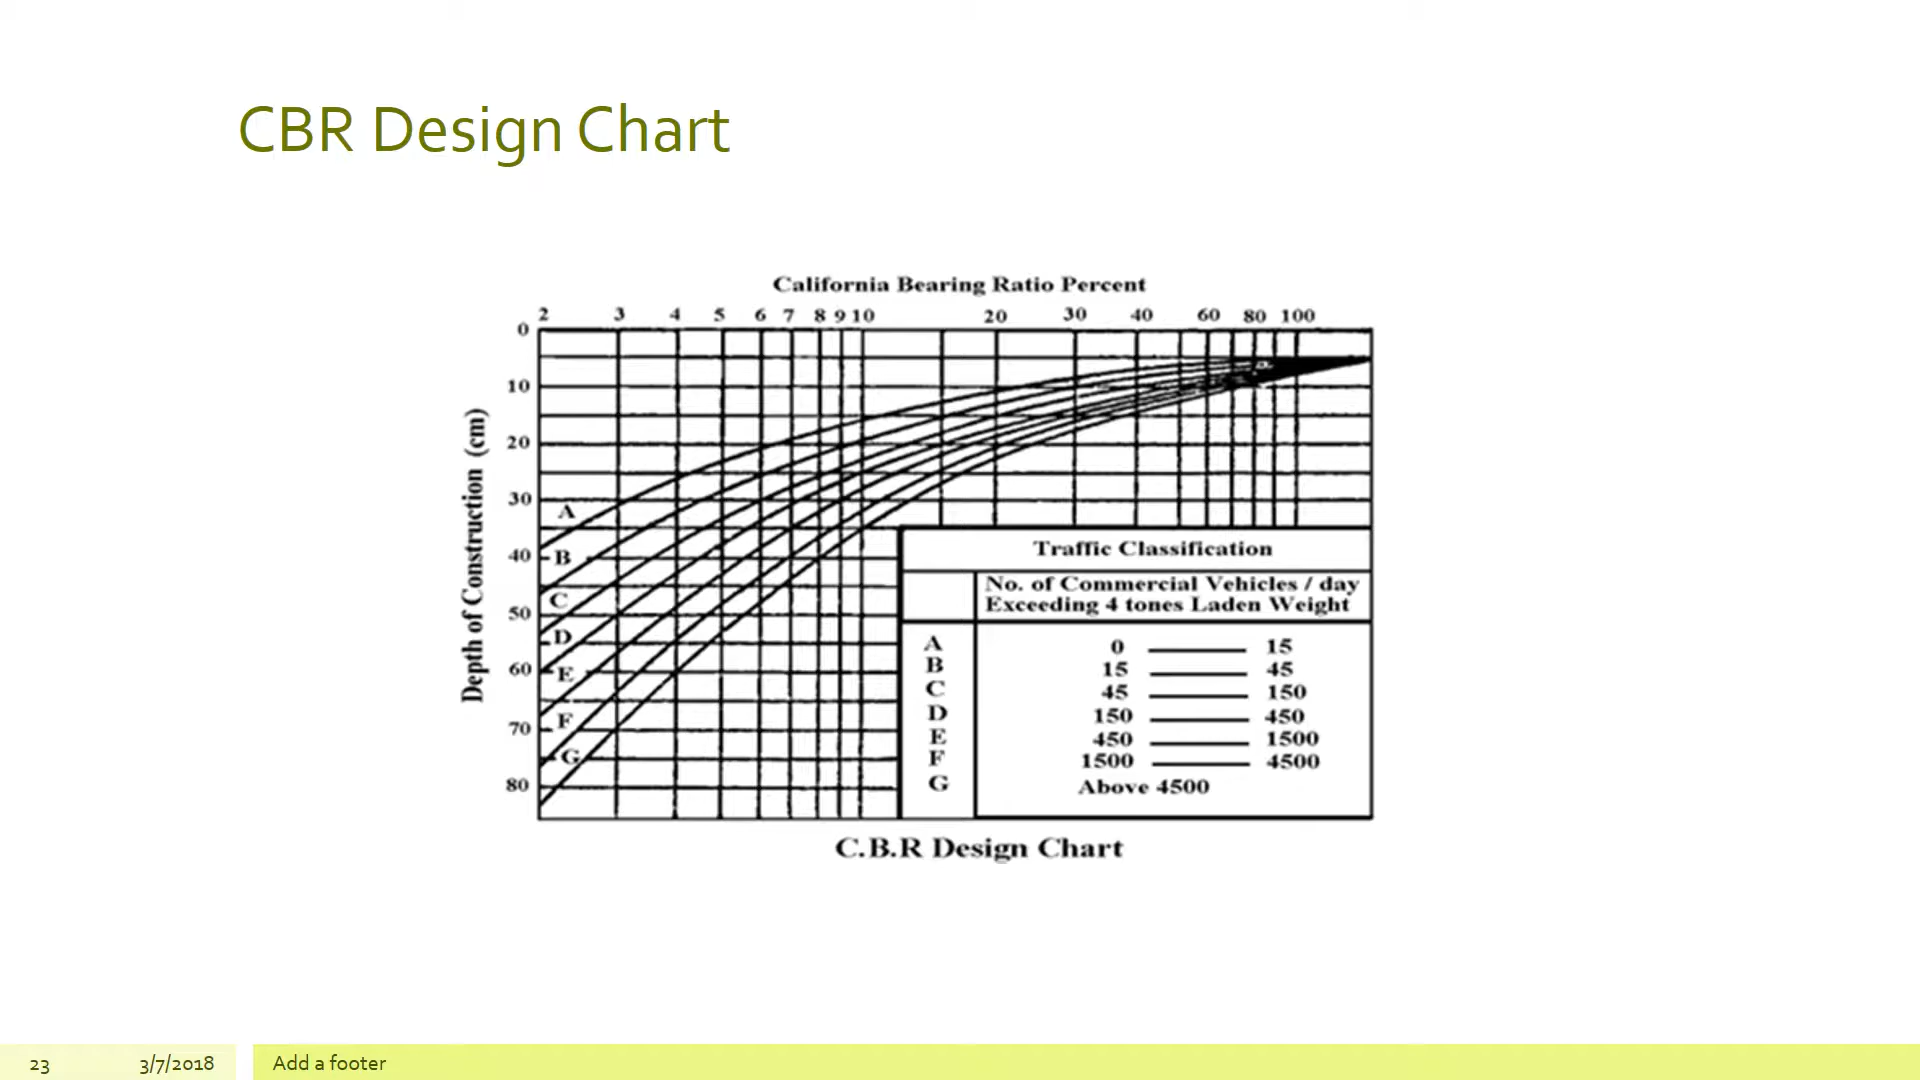 CBR Design Chart
California Bearing Ratio Percent
2 3 4 5 6 7 8 9 10 20 30 40 60 80 100
0
10
20
30
40
50
60
70
80
Depth of Construction (cm)
A
B
C
D
E
F
G
Traffic Classification
No. of Commercial Vehicles / day
Exceeding 4 tones Laden Weight
A 0 15
B 15 45
C 45 150
D 150 450
E 450 1500
F 1500 4500
G Above 4500
C.B.R Design Chart
23 3/7/2018 Add a footer